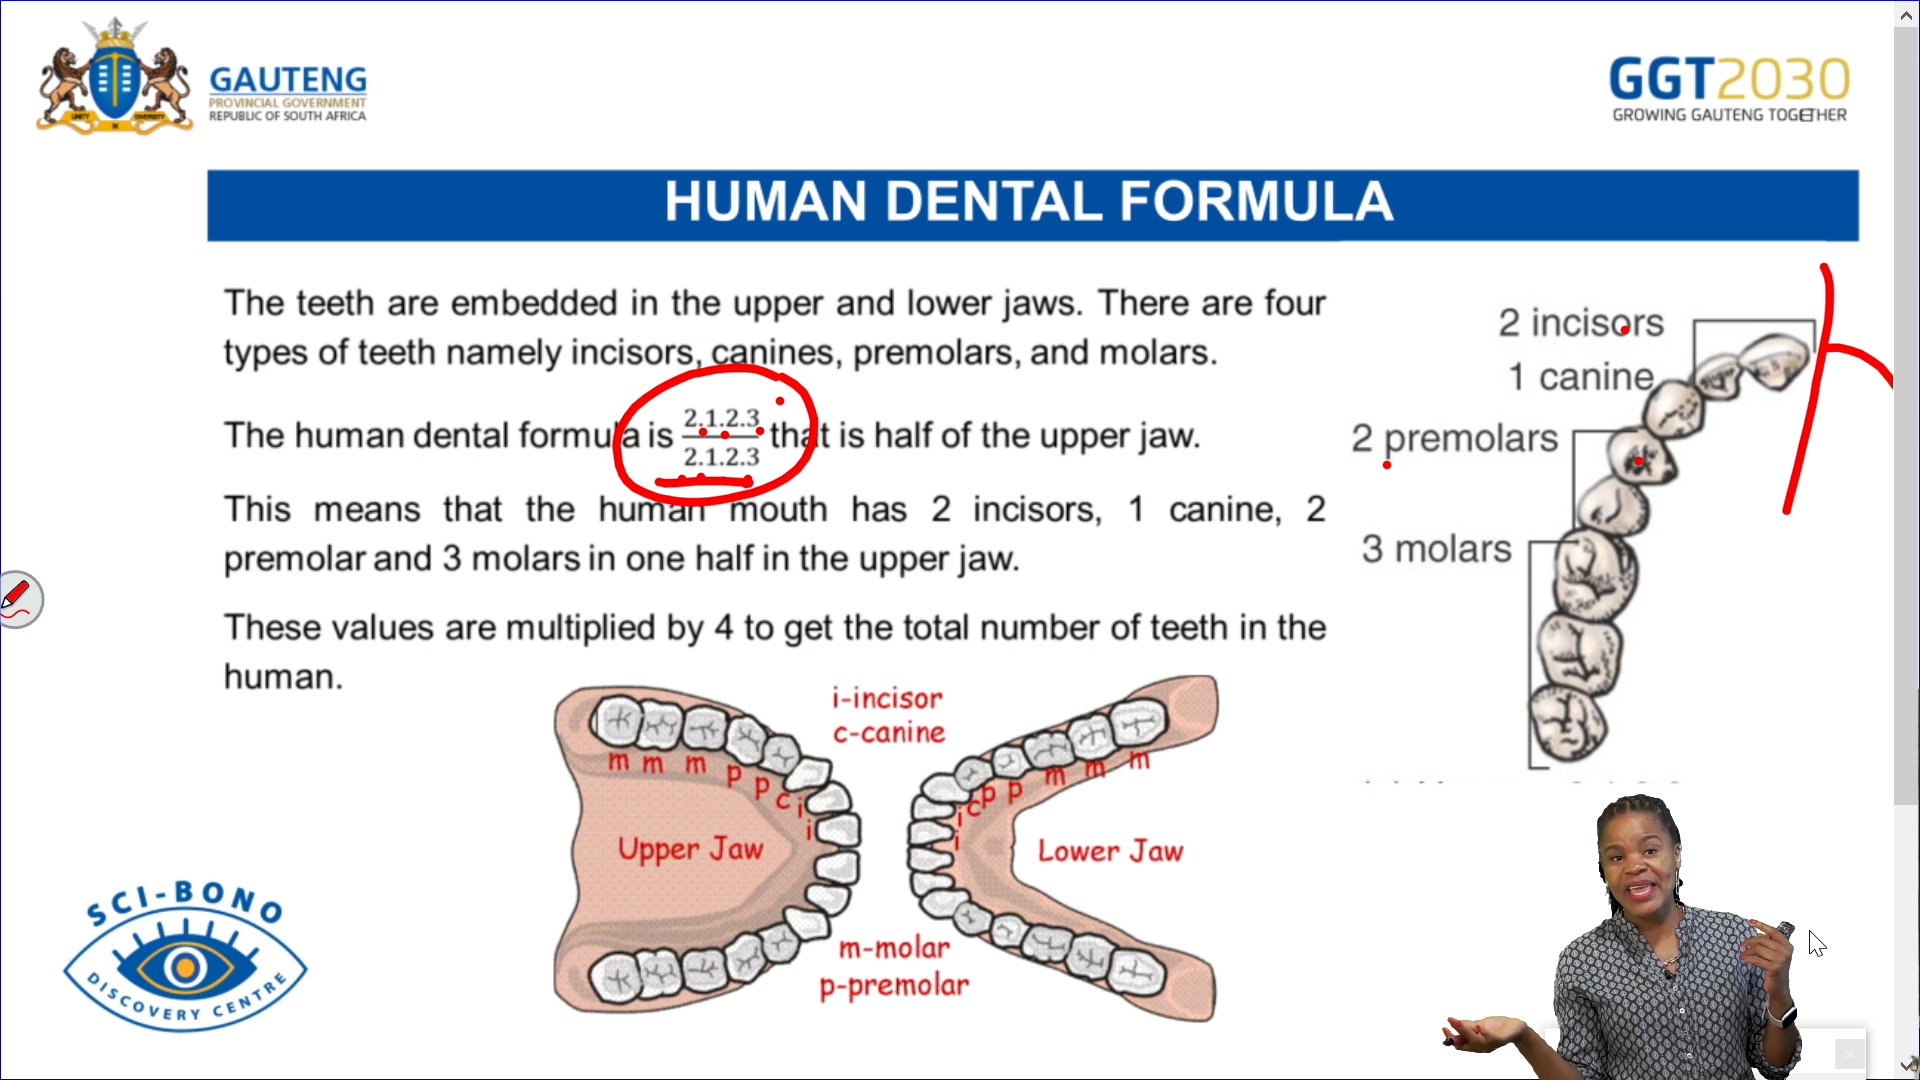 GAUTENG
PROVINCIAL GOVERNMENT
REPUBLIC OF SOUTH AFRICA
UNITY IN DIVERSITY
GGT2030
GROWING GAUTENG TOGETHER
HUMAN DENTAL FORMULA
The teeth are embedded in the upper and lower jaws. There are four
types of teeth namely incisors, canines, premolars, and molars.
The human dental formula is 2.1.2.3/2.1.2.3 that is half of the upper jaw.
This means that the human mouth has 2 incisors, 1 canine, 2
premolar and 3 molars in one half in the upper jaw.
These values are multiplied by 4 to get the total number of teeth in the
human.
2 incisors
1 canine
2 premolars
3 molars
i-incisor
c-canine
m m m p p c i i
Upper Jaw
i i c p p m m m
Lower Jaw
m-molar
p-premolar
SCI-BONO
DISCOVERY CENTRE